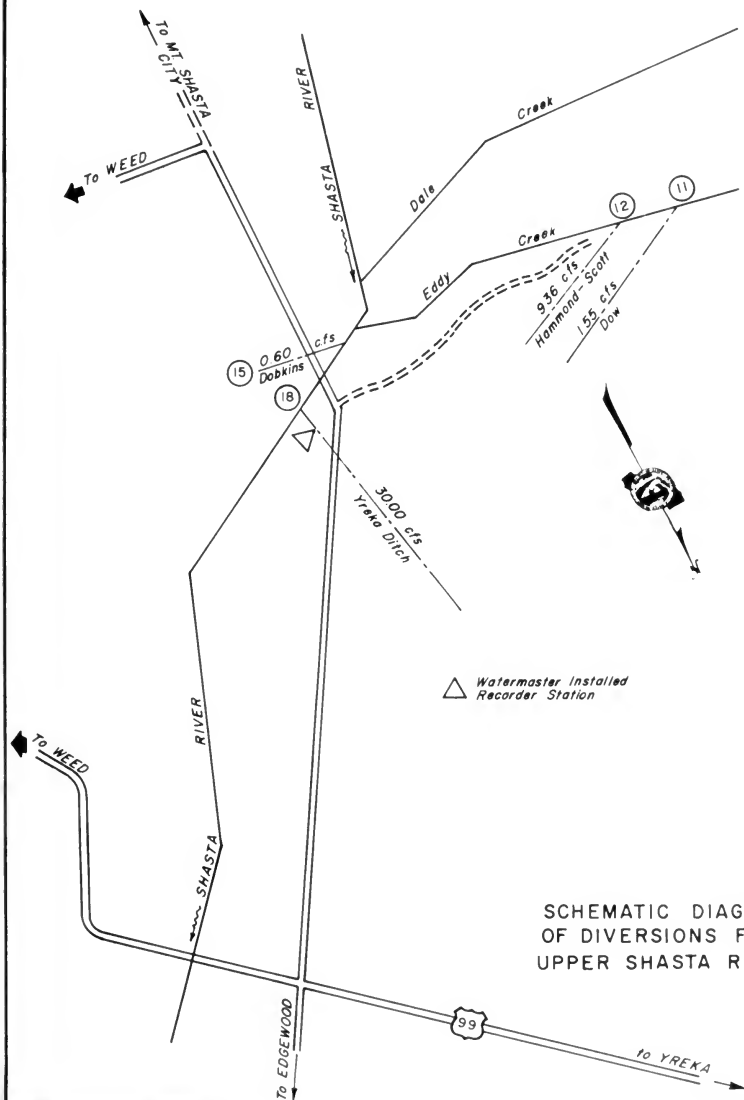 To MT. SHASTA
CITY
RIVER
SHASTA
To WEED
Dale
Creek
Eddy
Creek
12
11
936 cfs
Hammond-Scott
1.55 cfs
Dow
15
0.60 cfs
Dobkins
18
30.00 cfs
Yreka Ditch
Watermaster Installed
Recorder Station
To WEED
RIVER
SHASTA
SCHEMATIC DIAG
OF DIVERSIONS F
UPPER SHASTA R
99
To EDGEWOOD
to YREKA